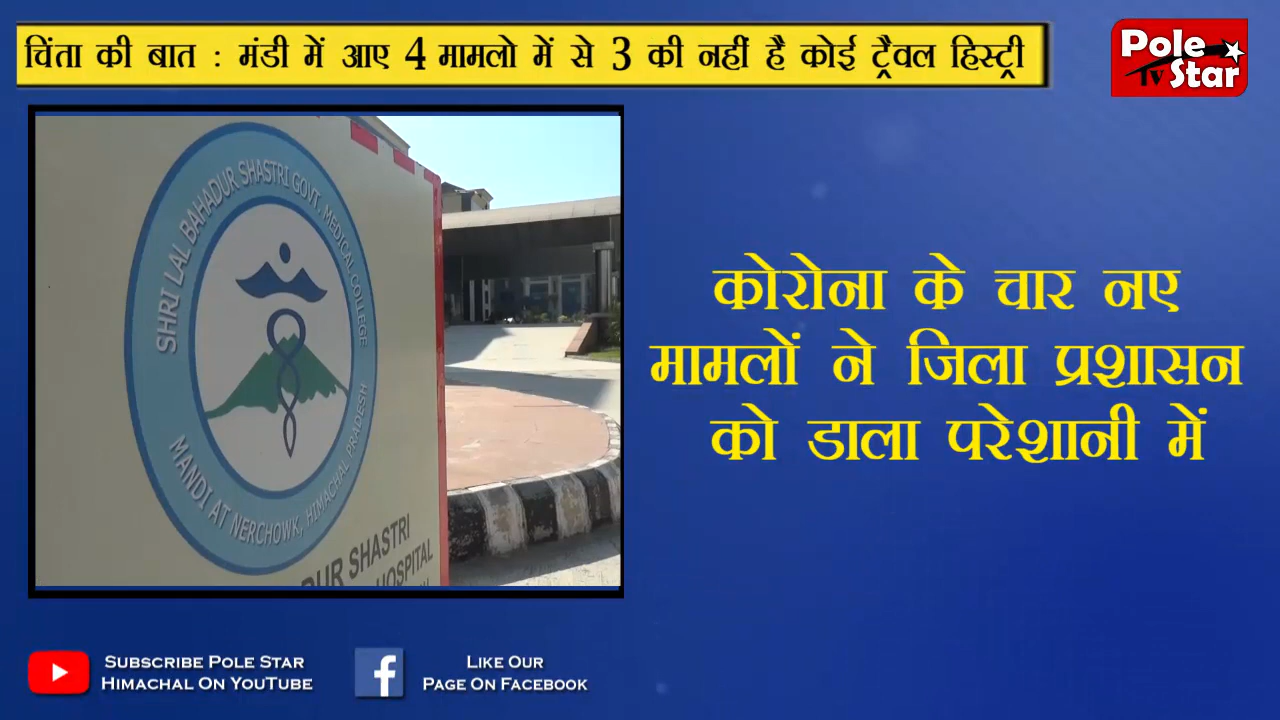 चिंता की बात : मंडी में आए 4 मामलो में से 3 की नहीं है कोई ट्रैवल हिस्ट्री
Pole Star
TV
SHRI LAL BAHADUR SHASTRI GOVT. MEDICAL COLLEGE
MANDI AT NERCHOWK, HIMACHAL PRADESH
DUR SHASTRI
HOSPITAL
कोरोना के चार नए
मामलों ने जिला प्रशासन
को डाला परेशानी में
SUBSCRIBE POLE STAR
HIMACHAL ON YOUTUBE
LIKE OUR
PAGE ON FACEBOOK